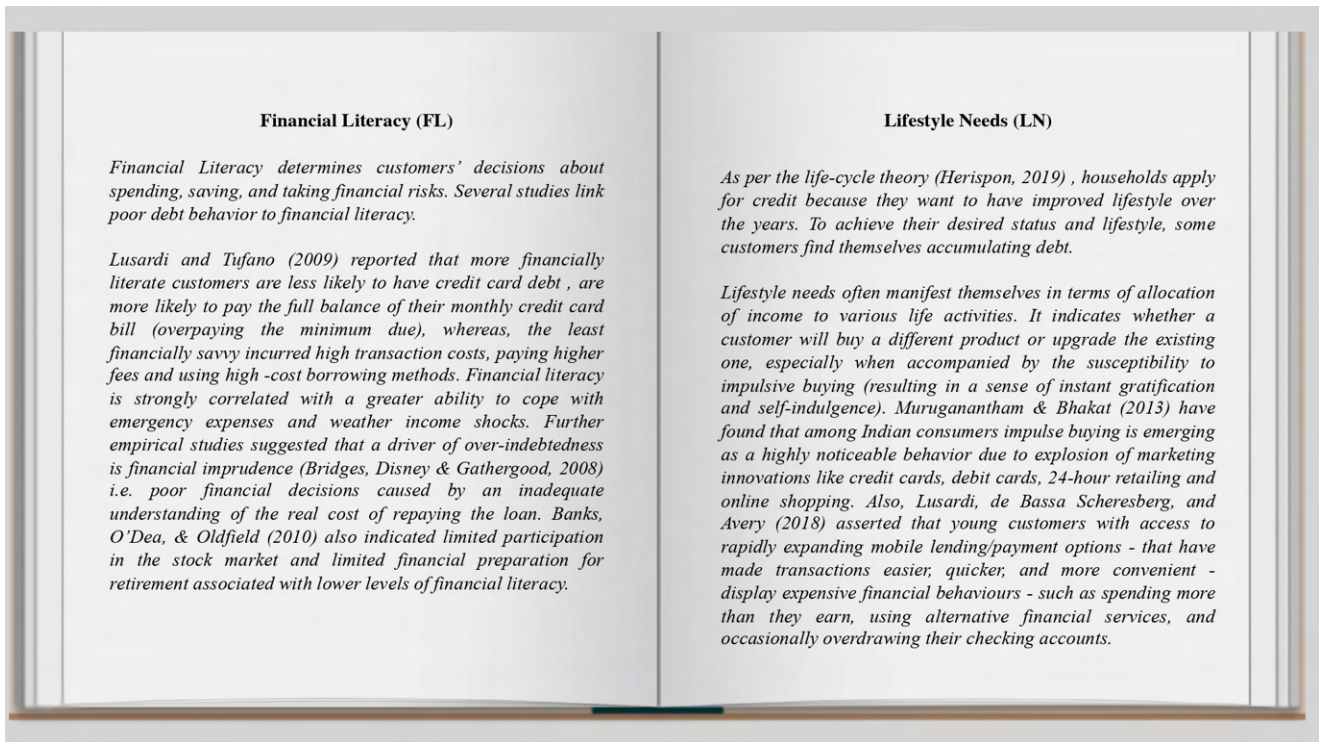 Financial Literacy (FL)
Financial Literacy determines customers’ decisions about
spending, saving, and taking financial risks. Several studies link
poor debt behavior to financial literacy.
Lusardi and Tufano (2009) reported that more financially
literate customers are less likely to have credit card debt , are
more likely to pay the full balance of their monthly credit card
bill (overpaying the minimum due), whereas, the least
financially savvy incurred high transaction costs, paying higher
fees and using high -cost borrowing methods. Financial literacy
is strongly correlated with a greater ability to cope with
emergency expenses and weather income shocks. Further
empirical studies suggested that a driver of over-indebtedness
is financial imprudence (Bridges, Disney & Gathergood, 2008)
i.e. poor financial decisions caused by an inadequate
understanding of the real cost of repaying the loan. Banks,
O’Dea, & Oldfield (2010) also indicated limited participation
in the stock market and limited financial preparation for
retirement associated with lower levels of financial literacy.
Lifestyle Needs (LN)
As per the life-cycle theory (Herispon, 2019) , households apply
for credit because they want to have improved lifestyle over
the years. To achieve their desired status and lifestyle, some
customers find themselves accumulating debt.
Lifestyle needs often manifest themselves in terms of allocation
of income to various life activities. It indicates whether a
customer will buy a different product or upgrade the existing
one, especially when accompanied by the susceptibility to
impulsive buying (resulting in a sense of instant gratification
and self-indulgence). Muruganantham & Bhakat (2013) have
found that among Indian consumers impulse buying is emerging
as a highly noticeable behavior due to explosion of marketing
innovations like credit cards, debit cards, 24-hour retailing and
online shopping. Also, Lusardi, de Bassa Scheresberg, and
Avery (2018) asserted that young customers with access to
rapidly expanding mobile lending/payment options - that have
made transactions easier, quicker, and more convenient -
display expensive financial behaviours - such as spending more
than they earn, using alternative financial services, and
occasionally overdrawing their checking accounts.